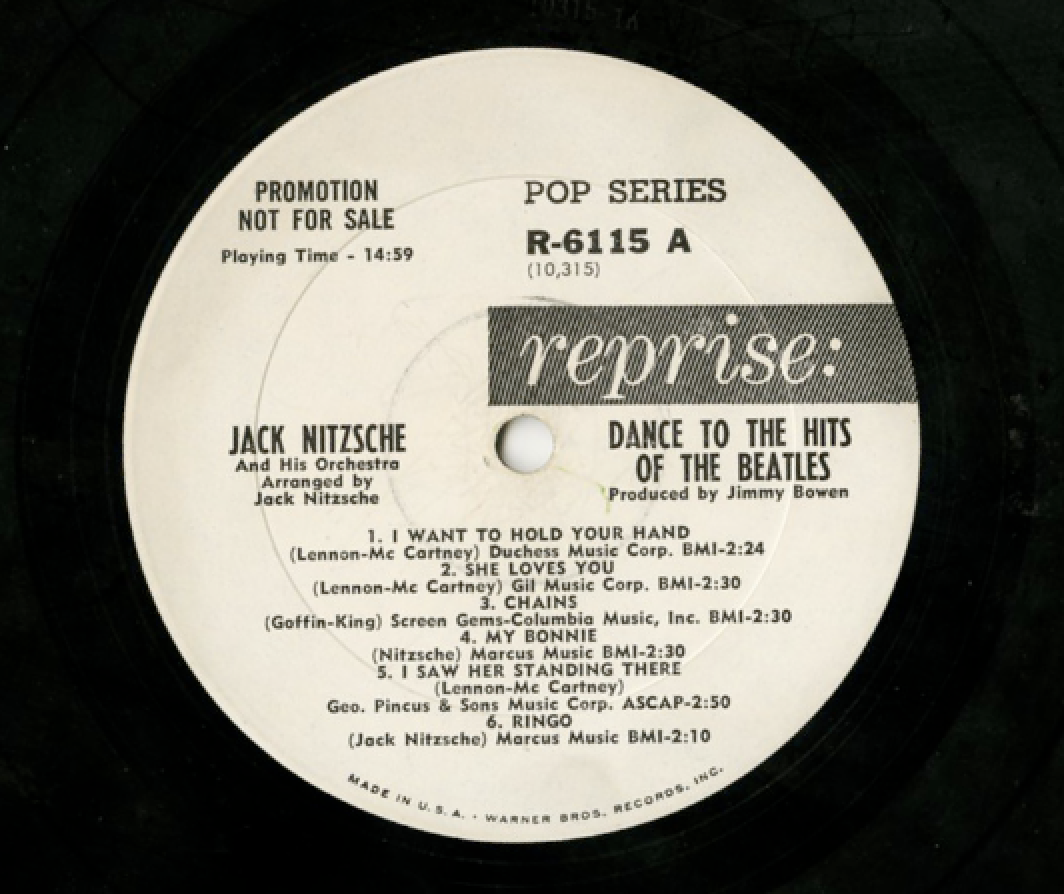 PROMOTION
NOT FOR SALE
Playing Time - 14:59
POP SERIES
R-6115 A
(10,315)
reprise:
JACK NITZSCHE
And His Orchestra
Arranged by
Jack Nitzsche
DANCE TO THE HITS
OF THE BEATLES
Produced by Jimmy Bowen
1. I WANT TO HOLD YOUR HAND
(Lennon-Mc Cartney) Duchess Music Corp. BMI-2:24
2. SHE LOVES YOU
(Lennon-Mc Cartney) Gil Music Corp. BMI-2:30
3. CHAINS
(Goffin-King) Screen Gems-Columbia Music, Inc. BMI-2:30
4. MY BONNIE
(Nitzsche) Marcus Music BMI-2:30
5. I SAW HER STANDING THERE
(Lennon-Mc Cartney)
Geo. Pincus & Sons Music Corp. ASCAP-2:50
6. RINGO
(Jack Nitzsche) Marcus Music BMI-2:10
MADE IN U.S.A. · WARNER BROS. RECORDS, INC.